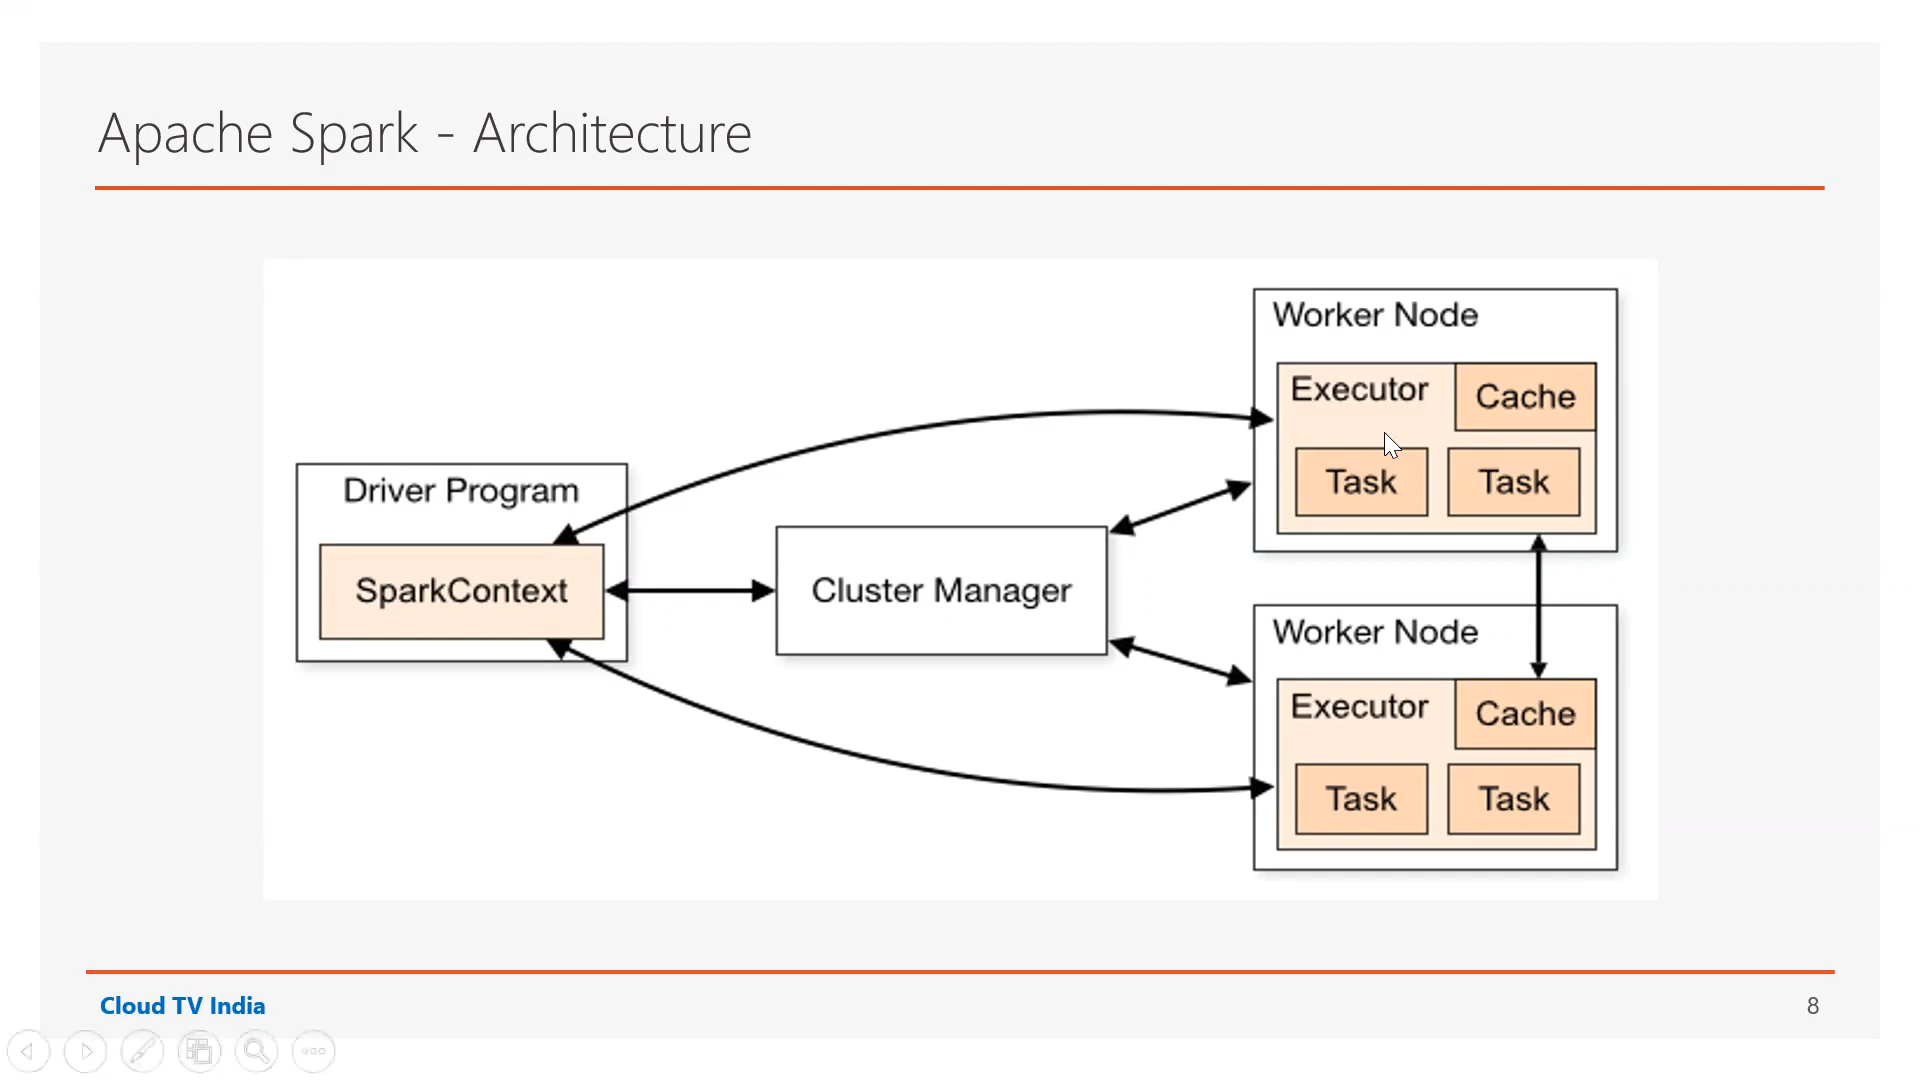 Apache Spark - Architecture
Driver Program
SparkContext
Cluster Manager
Worker Node
Executor
Cache
Task
Task
Worker Node
Executor
Cache
Task
Task
Cloud TV India
8